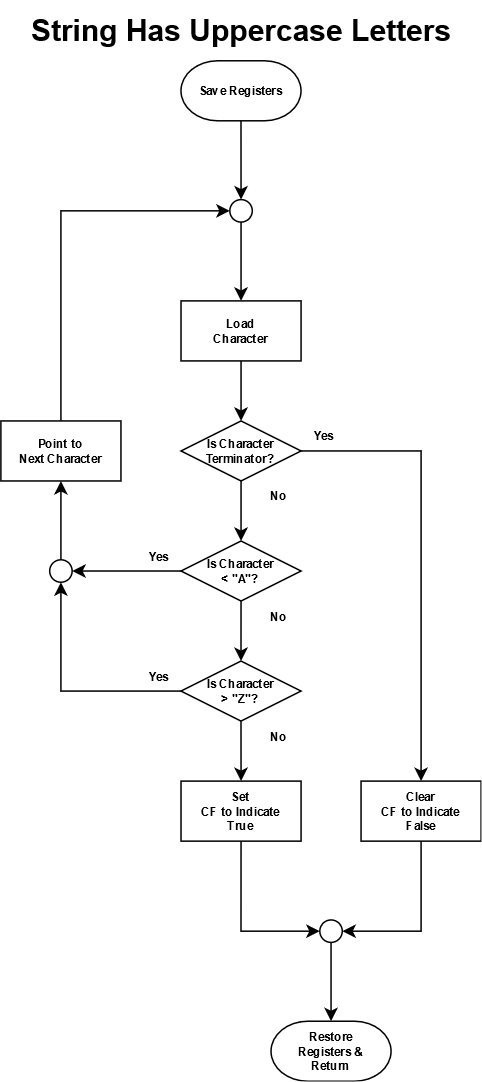 String Has Uppercase Letters
Save Registers
Load
Character
Point to
Next Character
Is Character
Terminator?
Yes
No
Is Character
< "A"?
Yes
No
Is Character
> "Z"?
Yes
No
Set
CF to Indicate
True
Clear
CF to Indicate
False
Restore
Registers &
Return